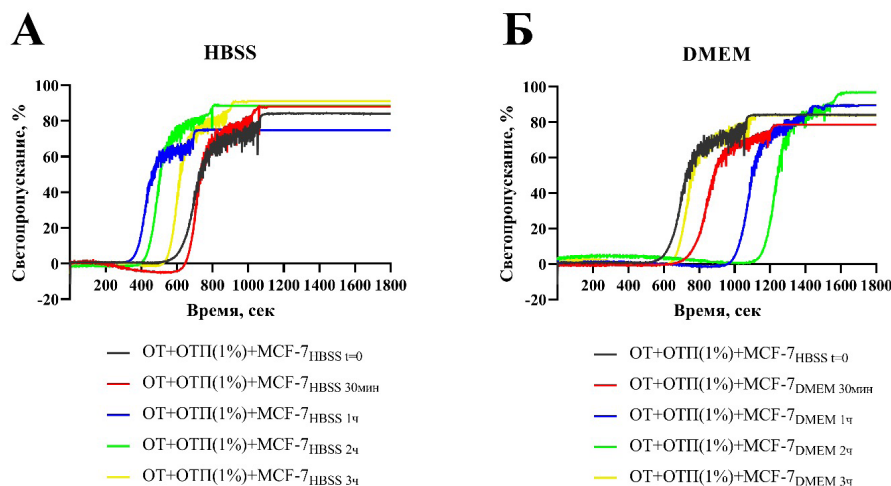 А
HBSS
Светопропускание, %
100
80
60
40
20
0
-20
200 400 600 800 1000 1200 1400 1600 1800
Время, сек
ОТ+ОТП(1%)+MCF-7HBSS t=0
ОТ+ОТП(1%)+MCF-7HBSS 30мин
ОТ+ОТП(1%)+MCF-7HBSS 1ч
ОТ+ОТП(1%)+MCF-7HBSS 2ч
ОТ+ОТП(1%)+MCF-7HBSS 3ч
Б
DMEM
Светопропускание, %
100
80
60
40
20
0
-20
200 400 600 800 1000 1200 1400 1600 1800
Время, сек
ОТ+ОТП(1%)+MCF-7HBSS t=0
ОТ+ОТП(1%)+MCF-7DMEM 30мин
ОТ+ОТП(1%)+MCF-7DMEM 1ч
ОТ+ОТП(1%)+MCF-7DMEM 2ч
ОТ+ОТП(1%)+MCF-7DMEM 3ч